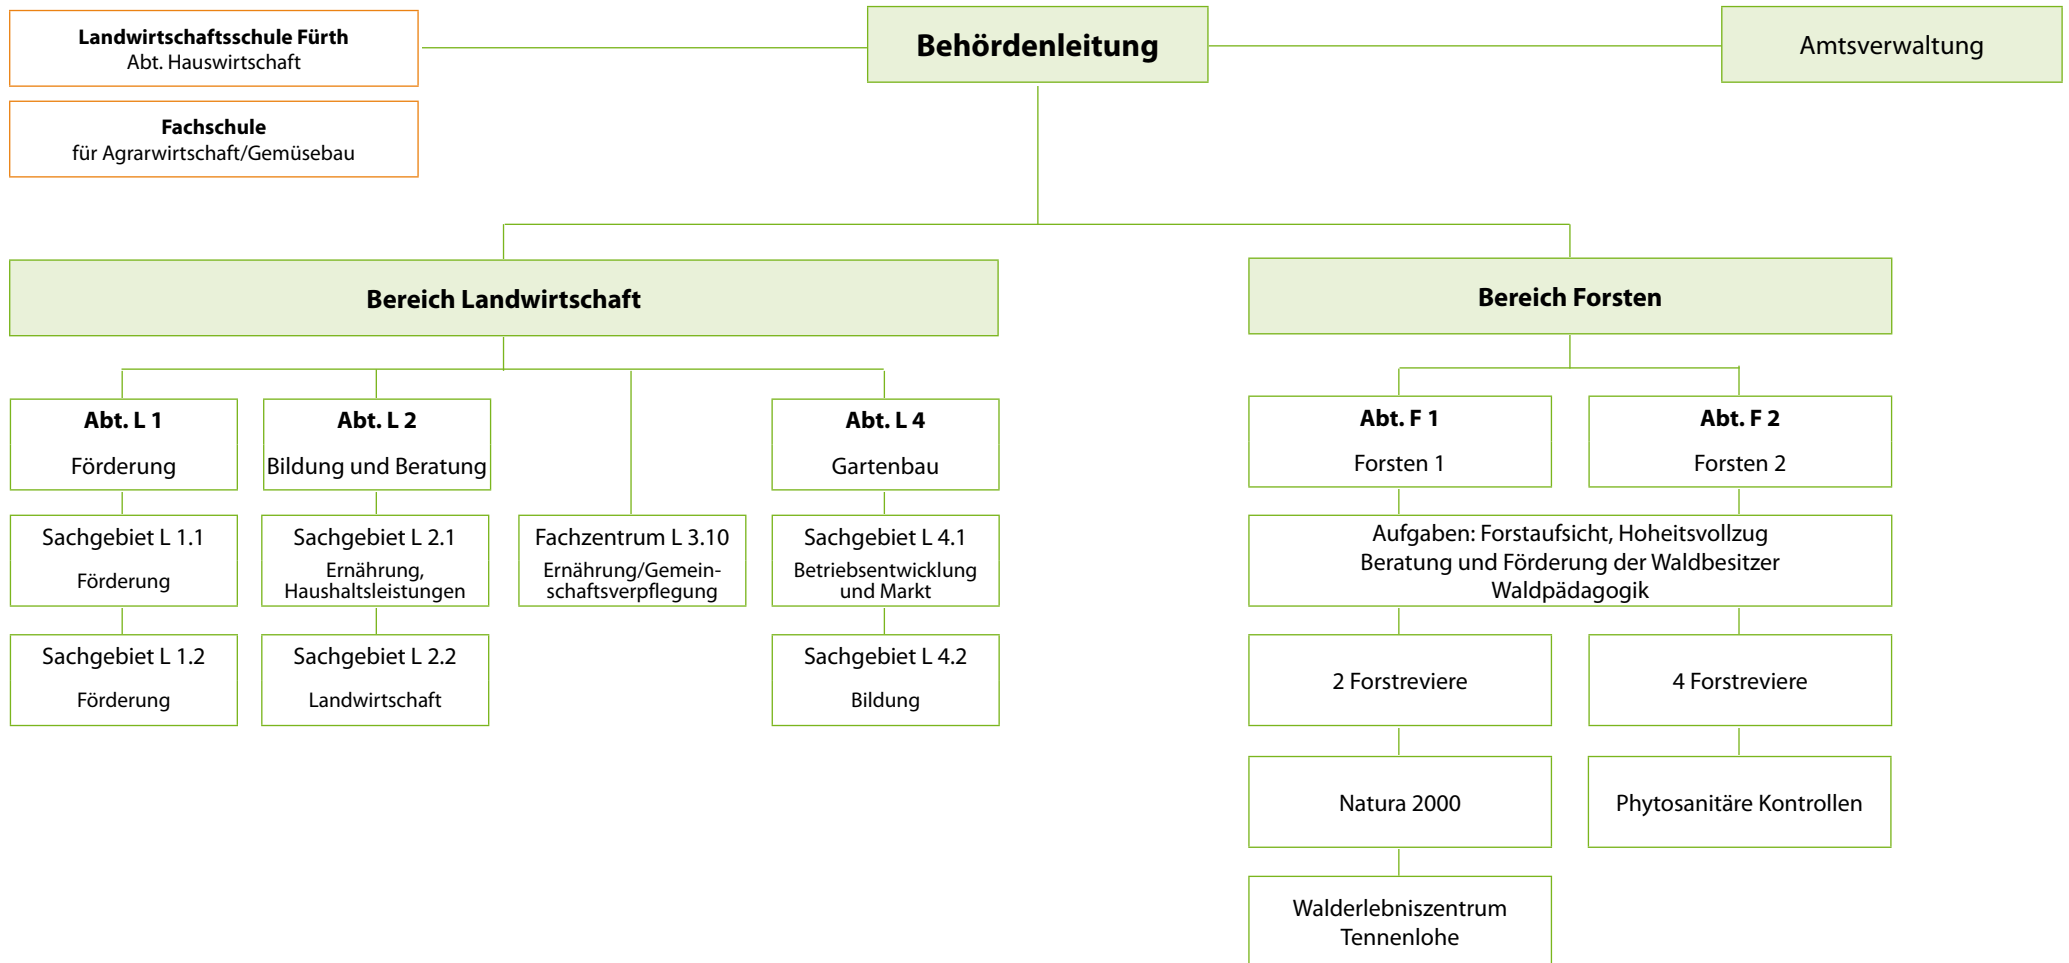 Landwirtschaftsschule Fürth
Abt. Hauswirtschaft
Behördenleitung
Amtsverwaltung
Fachschule
für Agrarwirtschaft/Gemüsebau
Bereich Landwirtschaft
Bereich Forsten
Abt. L 1
Förderung
Abt. L 2
Bildung und Beratung
Abt. L 4
Gartenbau
Abt. F 1
Forsten 1
Abt. F 2
Forsten 2
Sachgebiet L 1.1
Förderung
Sachgebiet L 2.1
Ernährung,
Haushaltsleistungen
Fachzentrum L 3.10
Ernährung/Gemein-
schaftsverpflegung
Sachgebiet L 4.1
Betriebsentwicklung
und Markt
Aufgaben: Forstaufsicht, Hoheitsvollzug
Beratung und Förderung der Waldbesitzer
Waldpädagogik
Sachgebiet L 1.2
Förderung
Sachgebiet L 2.2
Landwirtschaft
Sachgebiet L 4.2
Bildung
2 Forstreviere
4 Forstreviere
Natura 2000
Phytosanitäre Kontrollen
Walderlebniszentrum
Tennenlohe